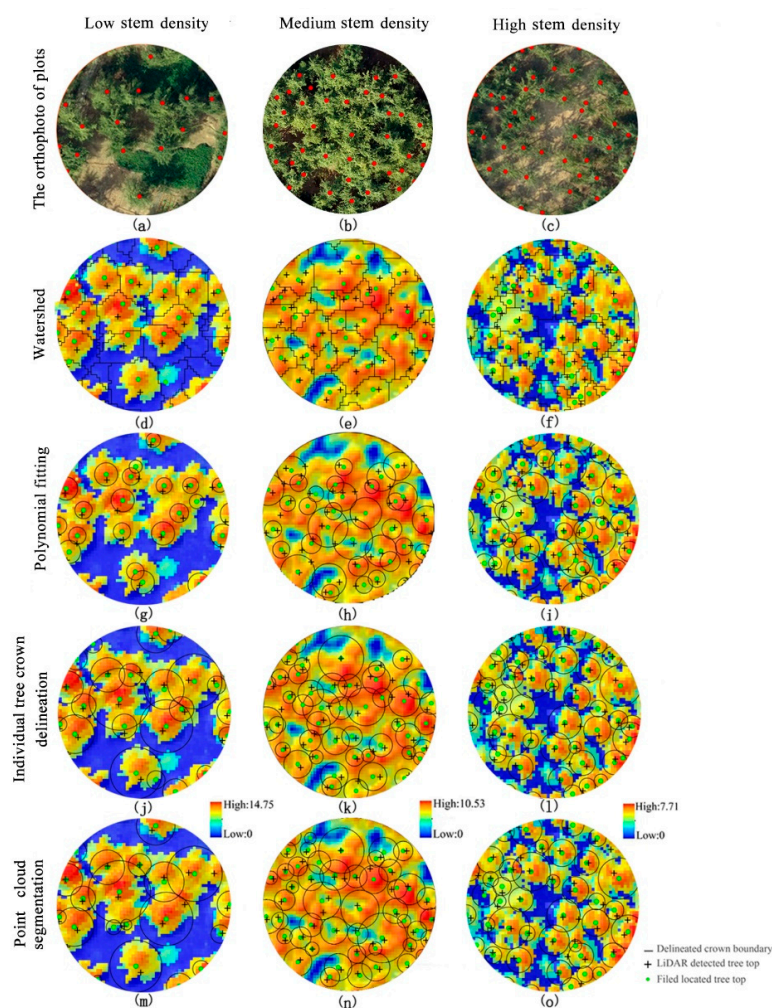 Low stem density
Medium stem density
High stem density
The orthophoto of plots
(a)
(b)
(c)
Watershed
(d)
(e)
(f)
Polynomial fitting
(g)
(h)
(i)
Individual tree crown
delineation
(j)
(k)
(l)
High:14.75
Low:0
High:10.53
Low:0
High:7.71
Low:0
Point cloud
segmentation
(m)
(n)
(o)
Delineated crown boundary
LiDAR detected tree top
Filed located tree top